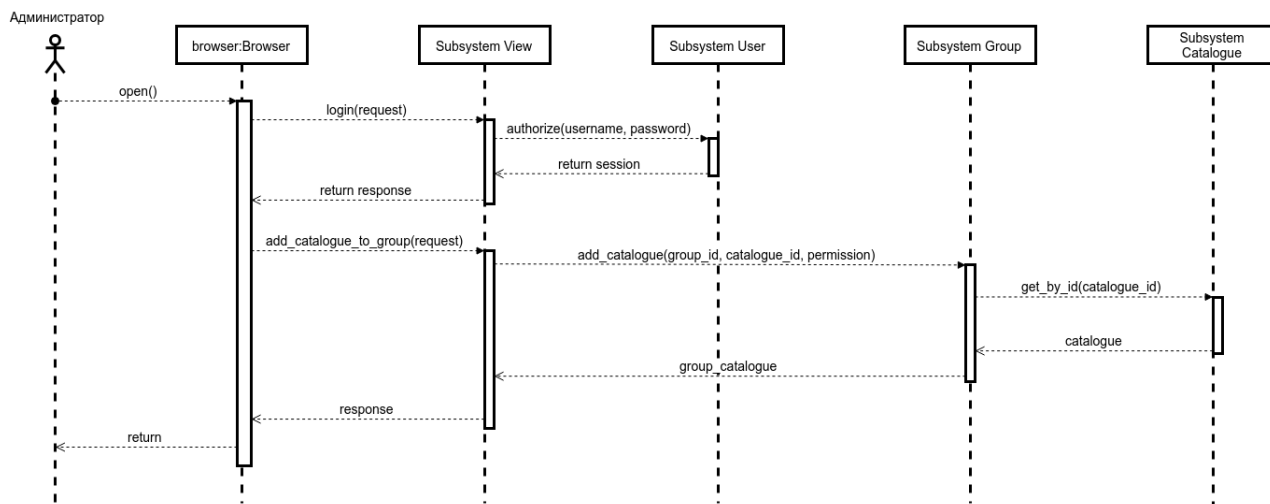 Администратор
browser:Browser
Subsystem View
Subsystem User
Subsystem Group
Subsystem
Catalogue
open()
login(request)
authorize(username, password)
return session
return response
add_catalogue_to_group(request)
add_catalogue(group_id, catalogue_id, permission)
get_by_id(catalogue_id)
catalogue
group_catalogue
response
return